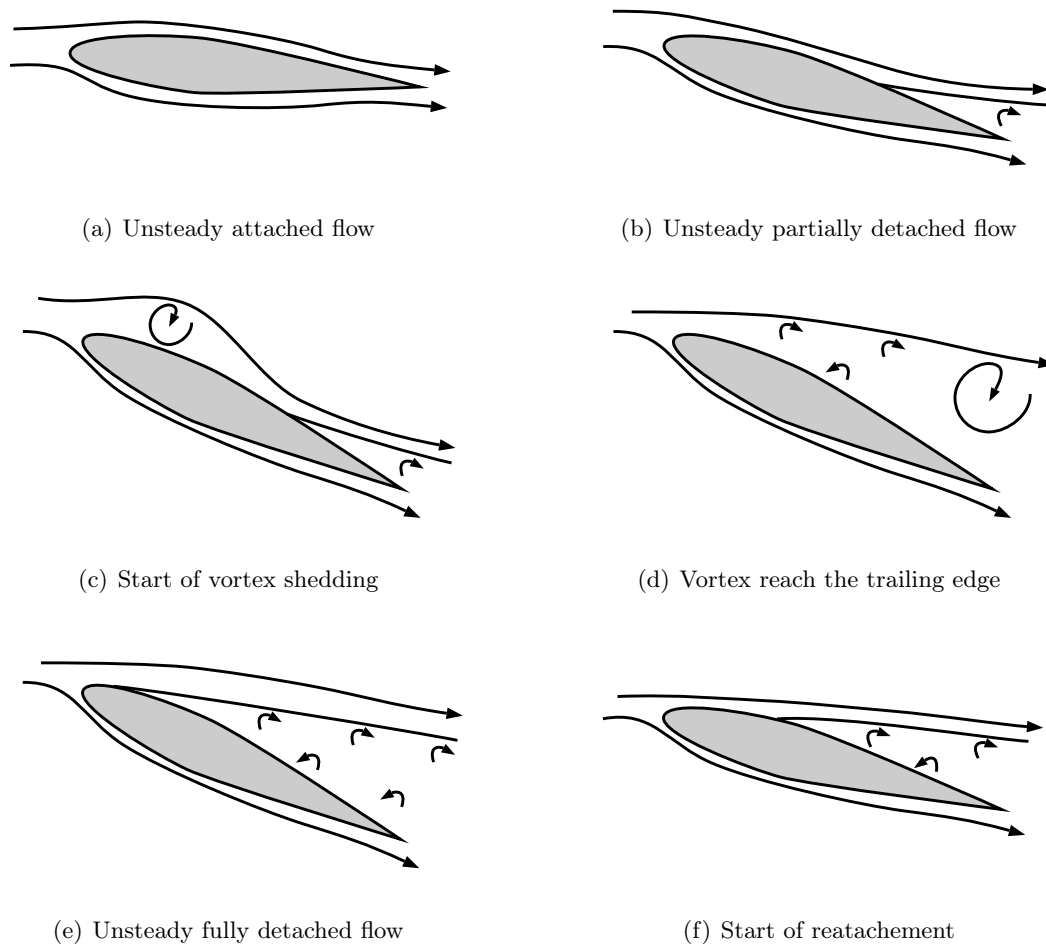 (a) Unsteady attached flow
(b) Unsteady partially detached flow
(c) Start of vortex shedding
(d) Vortex reach the trailing edge
(e) Unsteady fully detached flow
(f) Start of reatachement